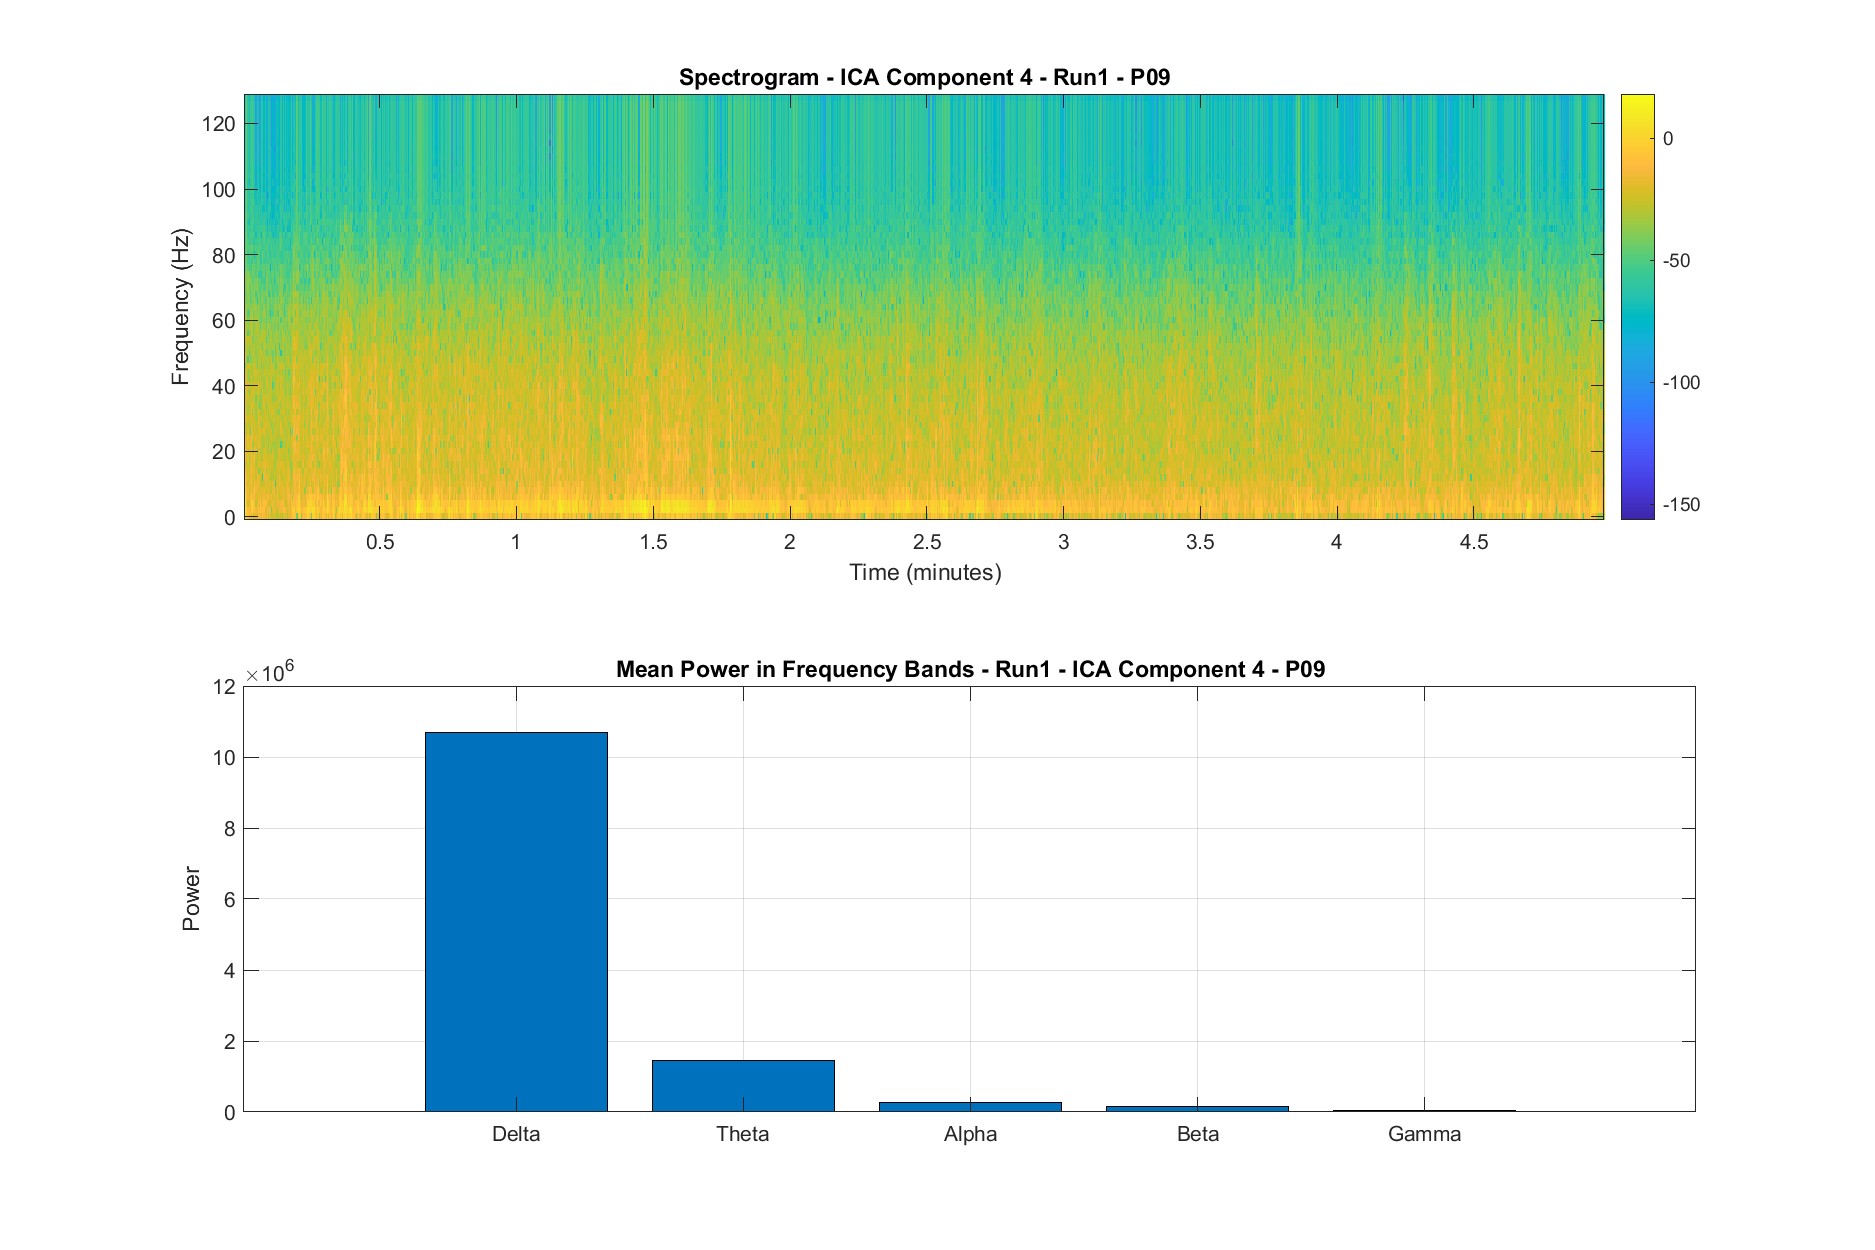 Spectrogram - ICA Component 4 - Run1 - P09
120
100
80
60
40
20
0
Frequency (Hz)
0
-50
-100
-150
0.5 1 1.5 2 2.5 3 3.5 4 4.5
Time (minutes)
×10^6
Mean Power in Frequency Bands - Run1 - ICA Component 4 - P09
12
10
8
6
4
2
0
Power
Delta Theta Alpha Beta Gamma